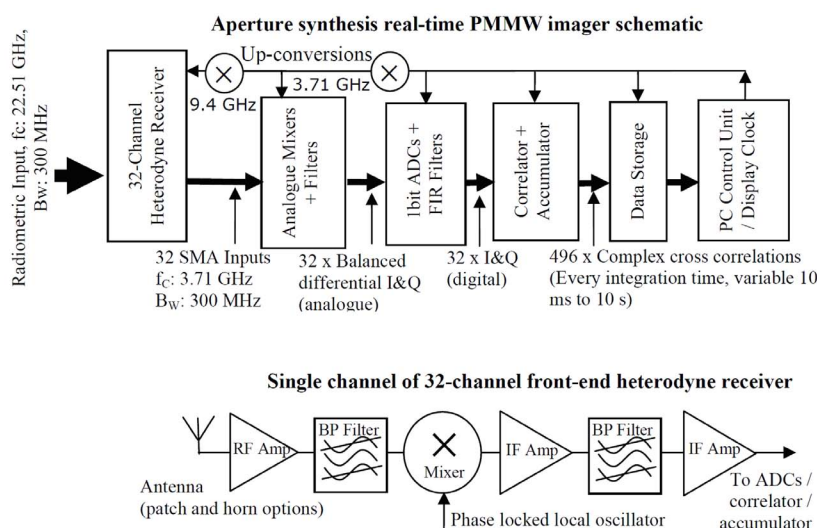 Aperture synthesis real-time PMMW imager schematic
Radiometric Input, fc: 22.51 GHz,
Bw: 300 MHz
32-Channel
Heterodyne Receiver
Up-conversions
9.4 GHz
3.71 GHz
Analogue Mixers
+ Filters
1bit ADCs +
FIR Filters
Correlator +
Accumulator
Data Storage
PC Control Unit
/ Display Clock
32 SMA Inputs
fC: 3.71 GHz
BW: 300 MHz
32 x Balanced
differential I&Q
(analogue)
32 x I&Q
(digital)
496 x Complex cross correlations
(Every integration time, variable 10
ms to 10 s)
Single channel of 32-channel front-end heterodyne receiver
Antenna
(patch and horn options)
RF Amp
BP Filter
Mixer
Phase locked local oscillator
IF Amp
BP Filter
IF Amp
To ADCs /
correlator /
accumulator